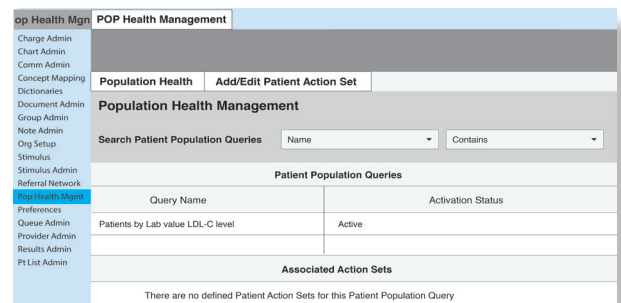 op Health Mgn POP Health Management
Charge Admin
Chart Admin
Comm Admin
Concept Mapping
Dictionaries
Document Admin
Group Admin
Note Admin
Org Setup
Stimulus
Stimulus Admin
Referral Network
Pop Health Mgmt
Preferences
Queue Admin
Provider Admin
Results Admin
Pt List Admin
Population Health Add/Edit Patient Action Set
Population Health Management
Search Patient Population Queries Name Contains
Patient Population Queries
Query Name Activation Status
Patients by Lab value LDL-C level Active
Associated Action Sets
There are no defined Patient Action Sets for this Patient Population Query